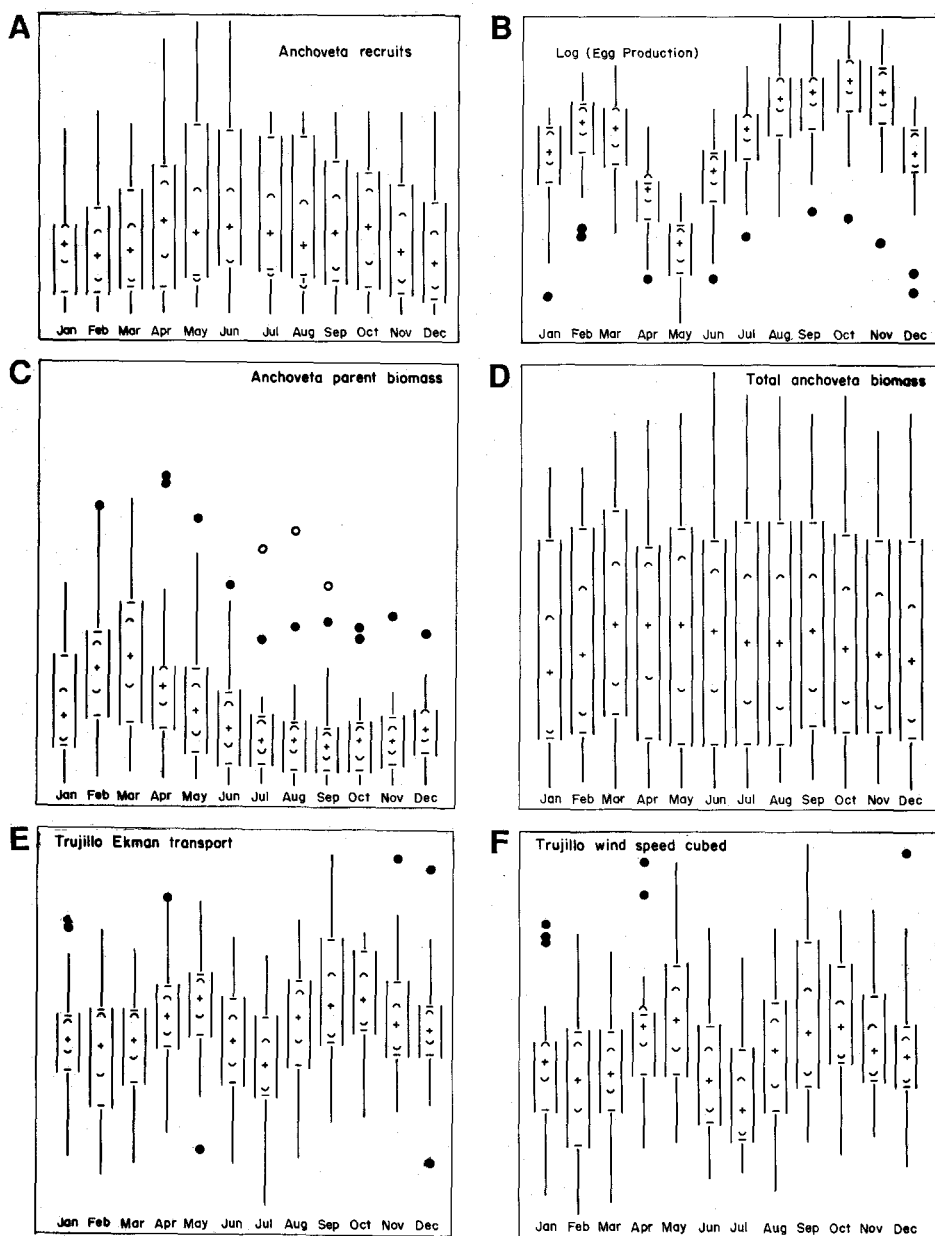 A
Anchoveta recruits
Jan Feb Mar Apr May Jun Jul Aug Sep Oct Nov Dec
B
Log (Egg Production)
Jan Feb Mar Apr May Jun Jul Aug. Sep Oct Nov Dec
C
Anchoveta parent biomass
Jan Feb Mar Apr May Jun Jul Aug Sep Oct Nov Dec
D
Total anchoveta biomass
Jan Feb Mar Apr May Jun Jul Aug Sep Oct Nov Dec
E
Trujillo Ekman transport
Jan Feb Mar Apr May Jun Jul Aug Sep Oct Nov Dec
F
Trujillo wind speed cubed
Jan Feb Mar Apr May Jun Jul Aug Sep Oct Nov Dec